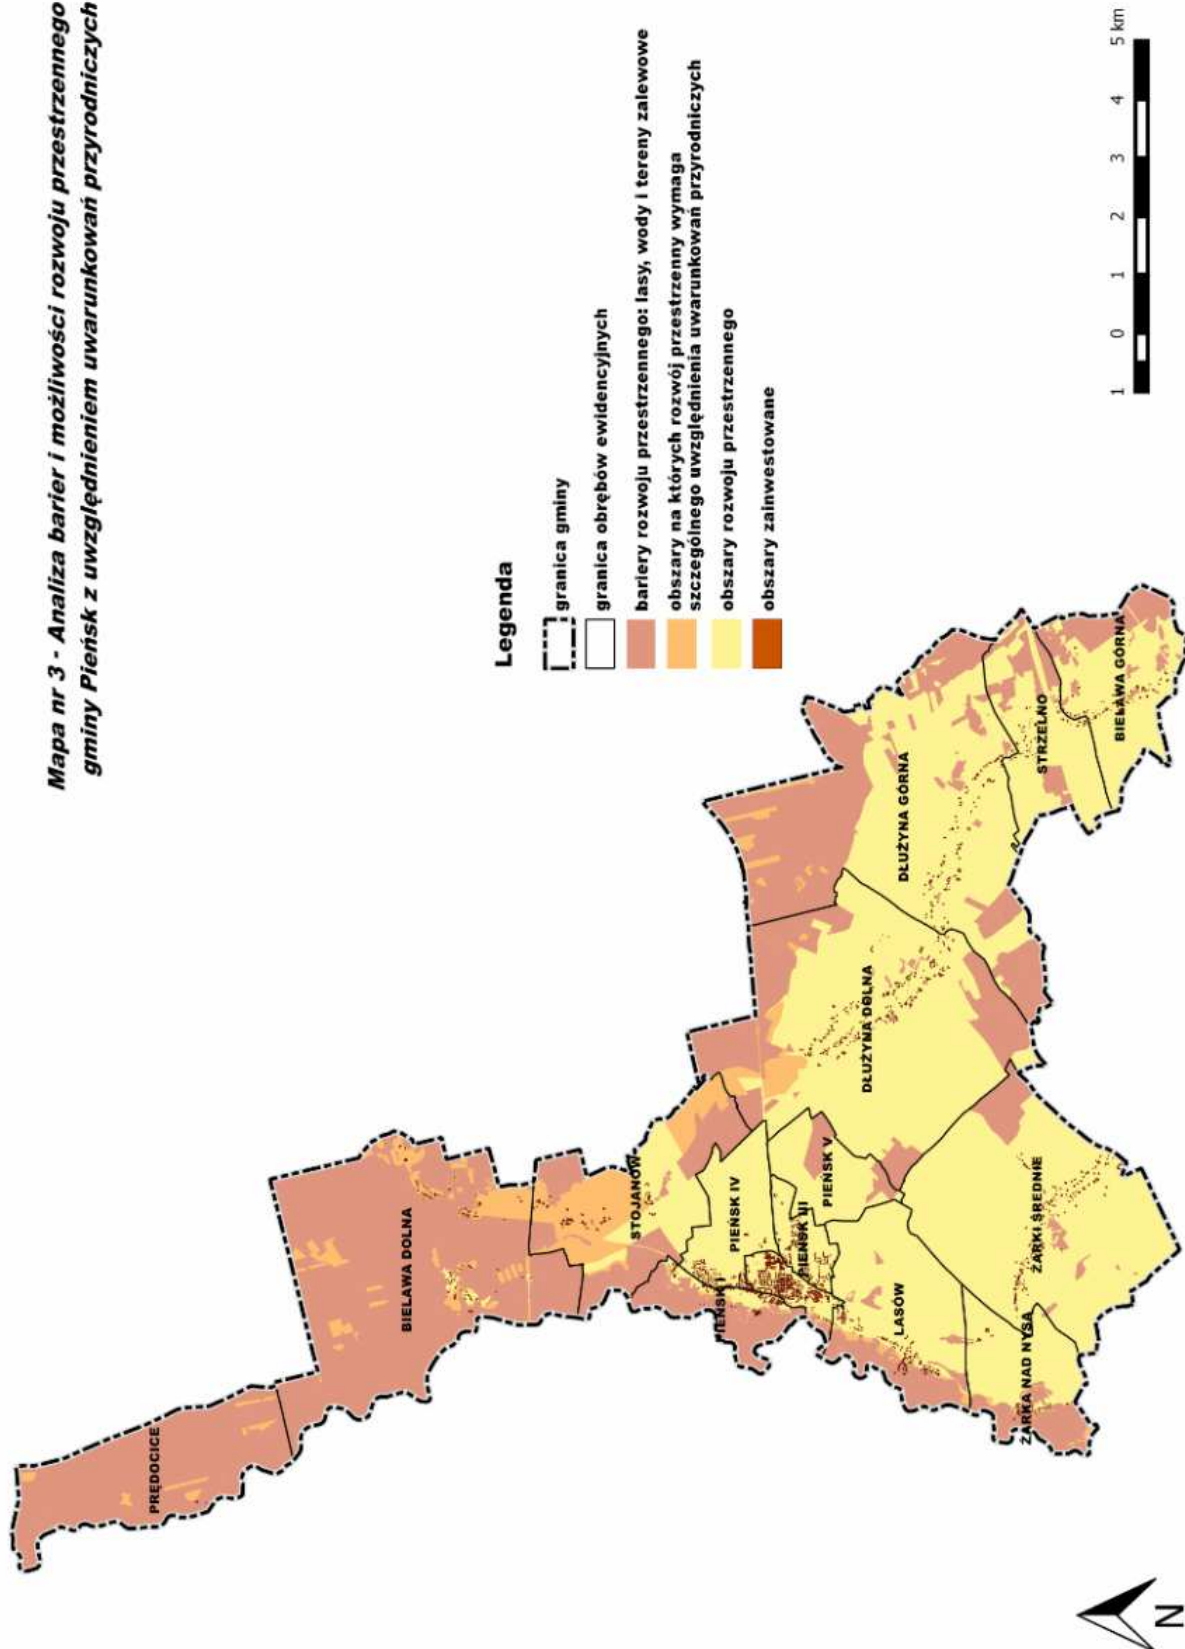 Mapa nr 3 - Analiza barier i możliwości rozwoju przestrzennego
gminy Pieńsk z uwzględnieniem uwarunkowań przyrodniczych
Legenda
granica gminy
granica obrębów ewidencyjnych
bariery rozwoju przestrzennego: lasy, wody i tereny zalewowe
obszary na których rozwój przestrzenny wymaga
szczególnego uwzględnienia uwarunkowań przyrodniczych
obszary rozwoju przestrzennego
obszary zainwestowane
PRĘDOCICE
BIELAWA DOLNA
STOJANÓW
PIEŃSK I
PIEŃSK IV
PIEŃSK III
PIEŃSK V
LASÓW
ŻARKA NAD NYSĄ
ŻARKI ŚREDNIE
DŁUŻYNA DOLNA
DŁUŻYNA GÓRNA
STRZELNO
BIELAWA GÓRNA
1 0 1 2 3 4 5 km
N